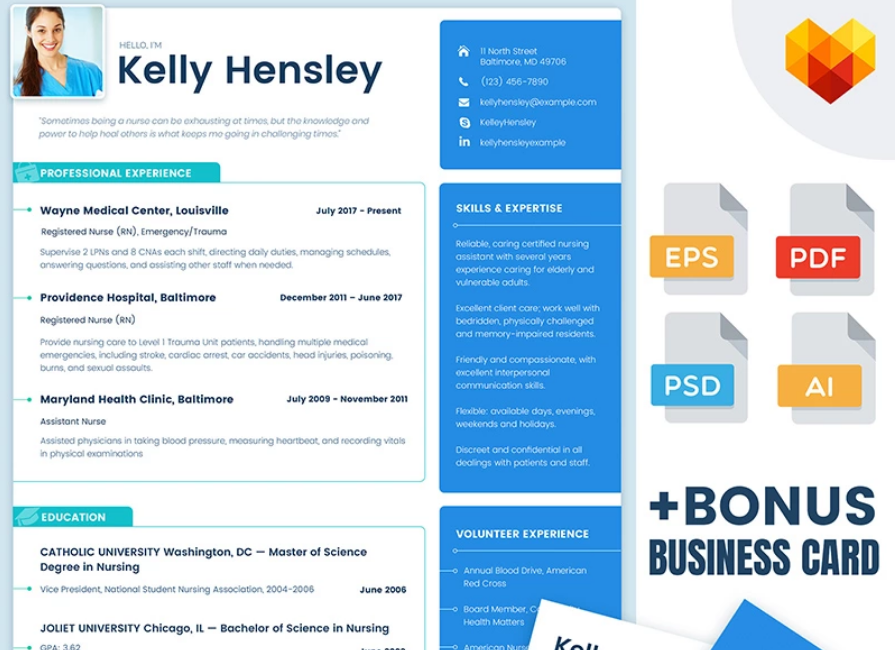 HELLO, I'M
Kelly Hensley
"Sometimes being a nurse can be exhausting at times, but the knowledge and
power to help heal others is what keeps me going in challenging times."
PROFESSIONAL EXPERIENCE
Wayne Medical Center, Louisville
July 2017 - Present
Registered Nurse (RN), Emergency/Trauma
Supervise 2 LPNs and 8 CNAs each shift, directing daily duties, managing schedules,
answering questions, and assisting other staff when needed.
Providence Hospital, Baltimore
December 2011 – June 2017
Registered Nurse (RN)
Provide nursing care to Level 1 Trauma Unit patients, handling multiple medical
emergencies, including stroke, cardiac arrest, car accidents, head injuries, poisoning,
burns, and sexual assaults.
Maryland Health Clinic, Baltimore
July 2009 - November 2011
Assistant Nurse
Assisted physicians in taking blood pressure, measuring heartbeat, and recording vitals
in physical examinations
EDUCATION
CATHOLIC UNIVERSITY Washington, DC — Master of Science
Degree in Nursing
Vice President, National Student Nursing Association, 2004-2006
June 2006
JOLIET UNIVERSITY Chicago, IL — Bachelor of Science in Nursing
GPA: 3.62
11 North Street
Baltimore, MD 49706
(123) 456-7890
kellyhensley@example.com
KelleyHensley
kellyhensleyexample
SKILLS & EXPERTISE
Reliable, caring certified nursing
assistant with several years
experience caring for elderly and
vulnerable adults.
Excellent client care; work well with
bedridden, physically challenged
and memory-impaired residents.
Friendly and compassionate, with
excellent interpersonal
communication skills.
Flexible: available days, evenings,
weekends and holidays.
Discreet and confidential in all
dealings with patients and staff.
VOLUNTEER EXPERIENCE
Annual Blood Drive, American
Red Cross
Board Member,
Health Matters
American
EPS
PDF
PSD
AI
+BONUS
BUSINESS CARD